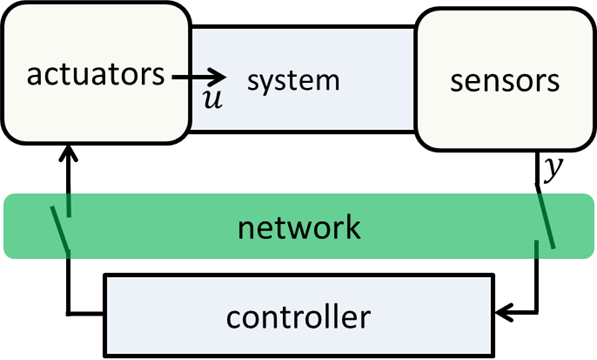 actuators
u
system
sensors
y
network
controller